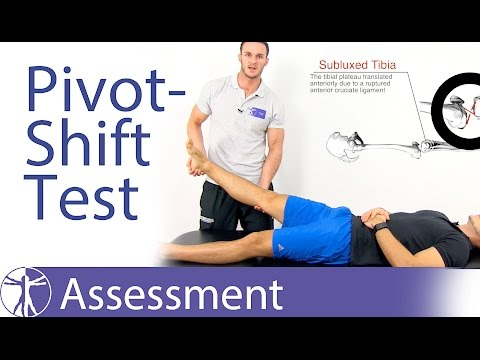 Pivot-
Shift
Test
Subluxed Tibia
The tibial plateau translated
anteriorly due to a ruptured
anterior cruciate ligament
Assessment